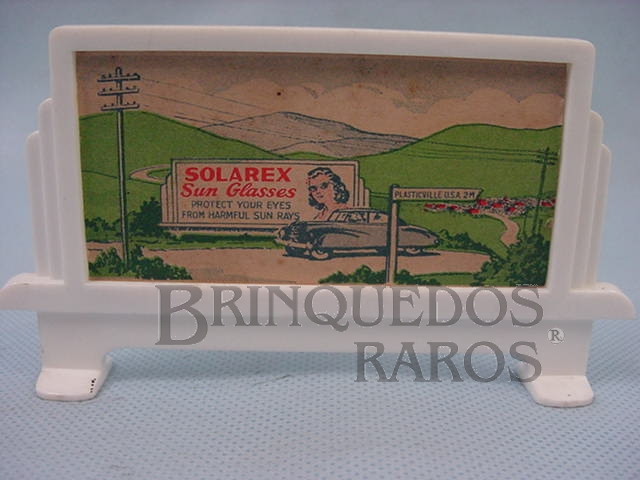 SOLAREX
Sun Glasses
PROTECT YOUR EYES
FROM HARMFUL SUN RAYS
PLASTICVILLE U.S.A. 2M
BRINQUEDOS
RAROS
®